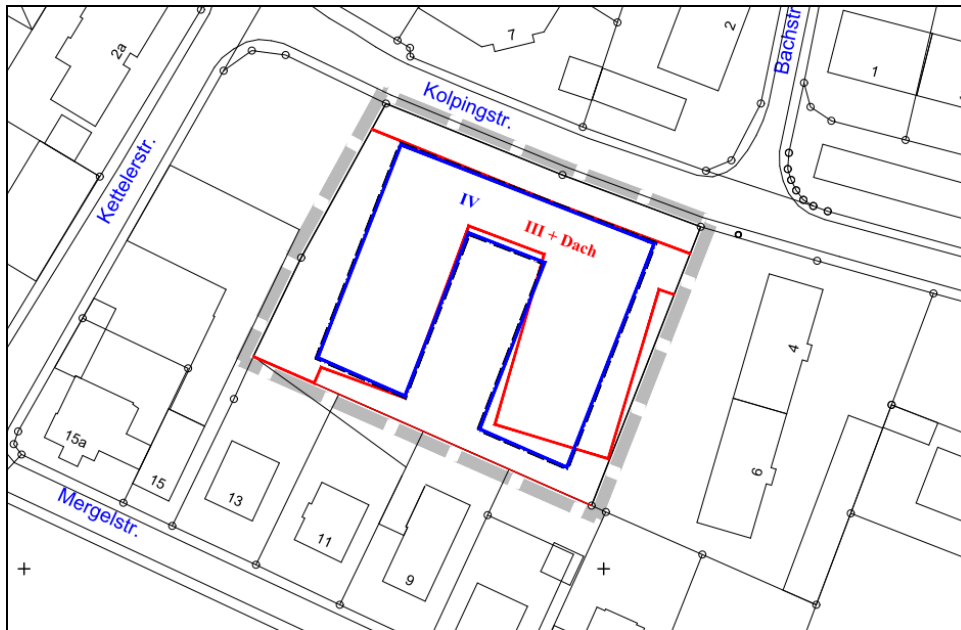 2a
7
2
Bachstr.
1
Kolpingstr.
Kettelerstr.
IV
III + Dach
4
6
15a
15
13
11
9
Mergelstr.